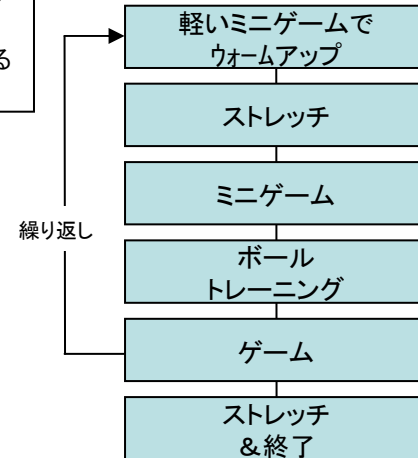 る
軽いミニゲームで
ウォームアップ
ストレッチ
ミニゲーム
繰り返し
ボール
トレーニング
ゲーム
ストレッチ
＆終了